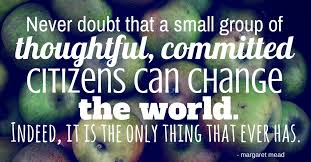 Never doubt that a small group of
thoughtful, committed
citizens can change
the world.
Indeed, it is the only thing that ever has.
- margaret mead